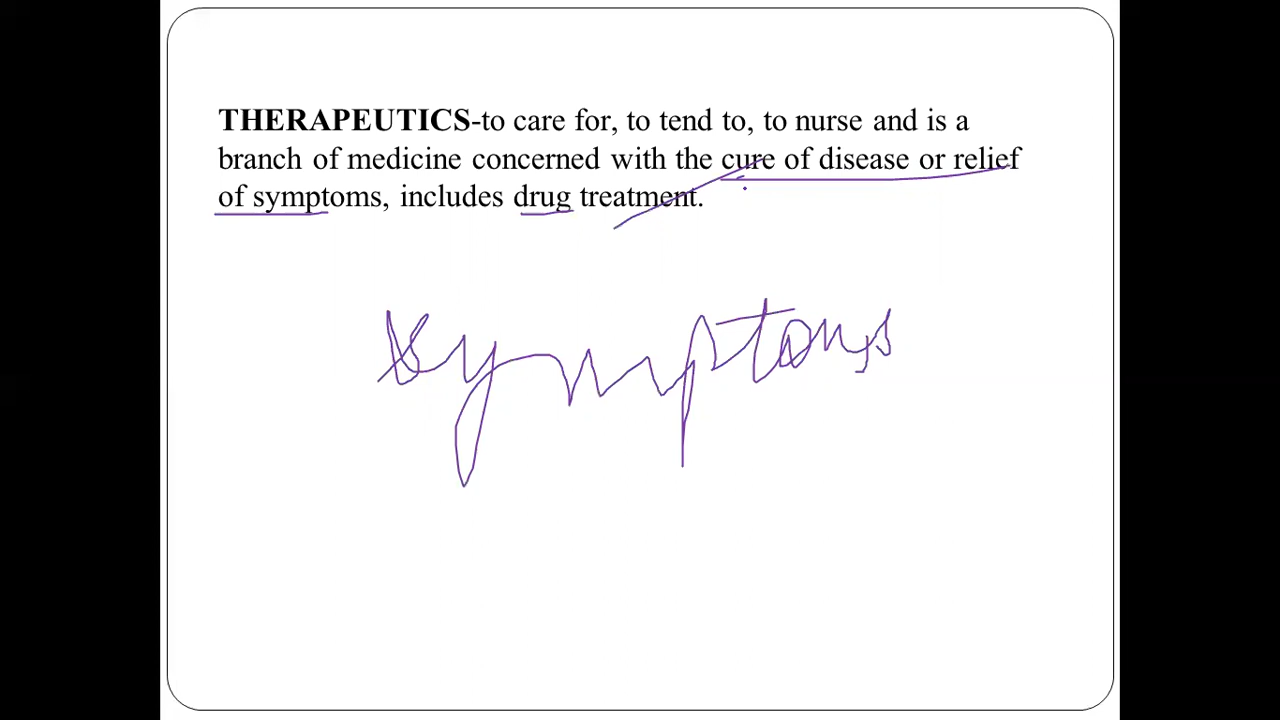 THERAPEUTICS-to care for, to tend to, to nurse and is a
branch of medicine concerned with the cure of disease or relief
of symptoms, includes drug treatment.
Symptoms